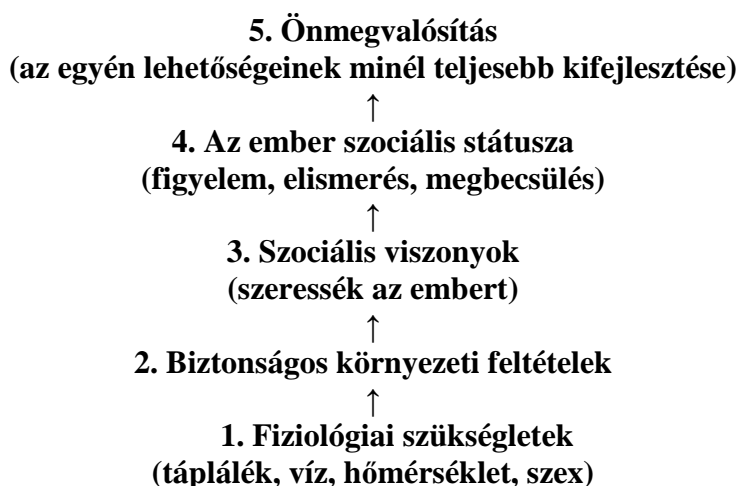 5. Önmegvalósítás
(az egyén lehetőségeinek minél teljesebb kifejlesztése)
↑
4. Az ember szociális státusza
(figyelem, elismerés, megbecsülés)
↑
3. Szociális viszonyok
(szeressék az embert)
↑
2. Biztonságos környezeti feltételek
↑
1. Fiziológiai szükségletek
(táplálék, víz, hőmérséklet, szex)